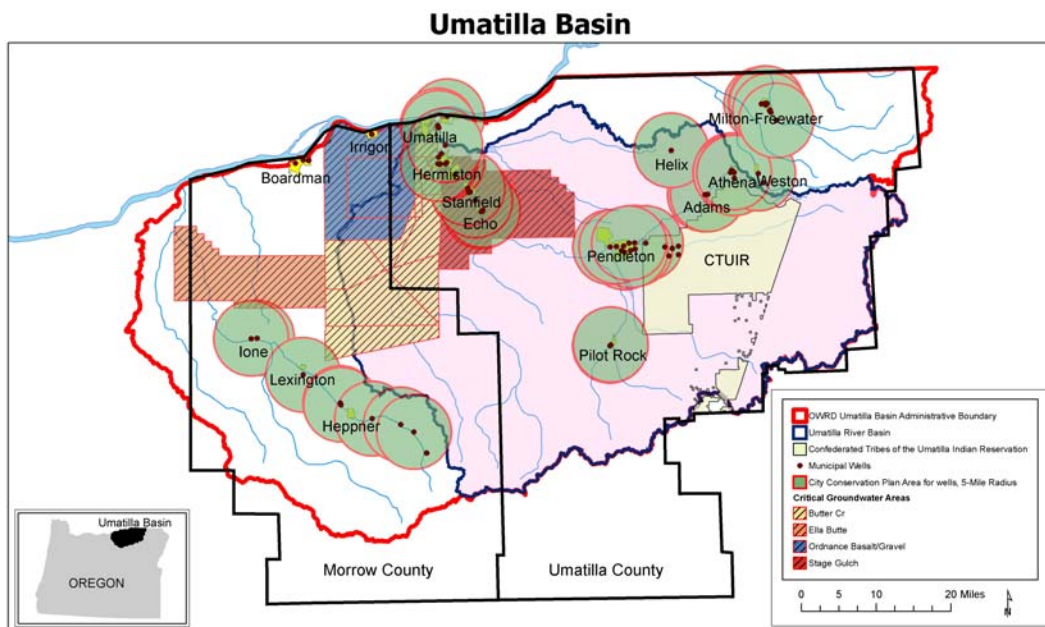 Umatilla Basin
Milton-Freewater
Umatilla
Irrigon
Helix
Boardman
Hermiston
Athena
Weston
Stanfield
Adams
Echo
Pendleton
CTUIR
Ione
Pilot Rock
Lexington
Heppner
OWRD Umatilla Basin Administrative Boundary
Umatilla River Basin
Confederated Tribes of the Umatilla Indian Reservation
Municipal Wells
City Conservation Plan Area for wells, 5-Mile Radius
Critical Groundwater Areas
Butter Cr
Ella Butte
Ordnance Basalt/Gravel
Stage Gulch
Umatilla Basin
OREGON
Morrow County
Umatilla County
0 5 10 20 Miles
N